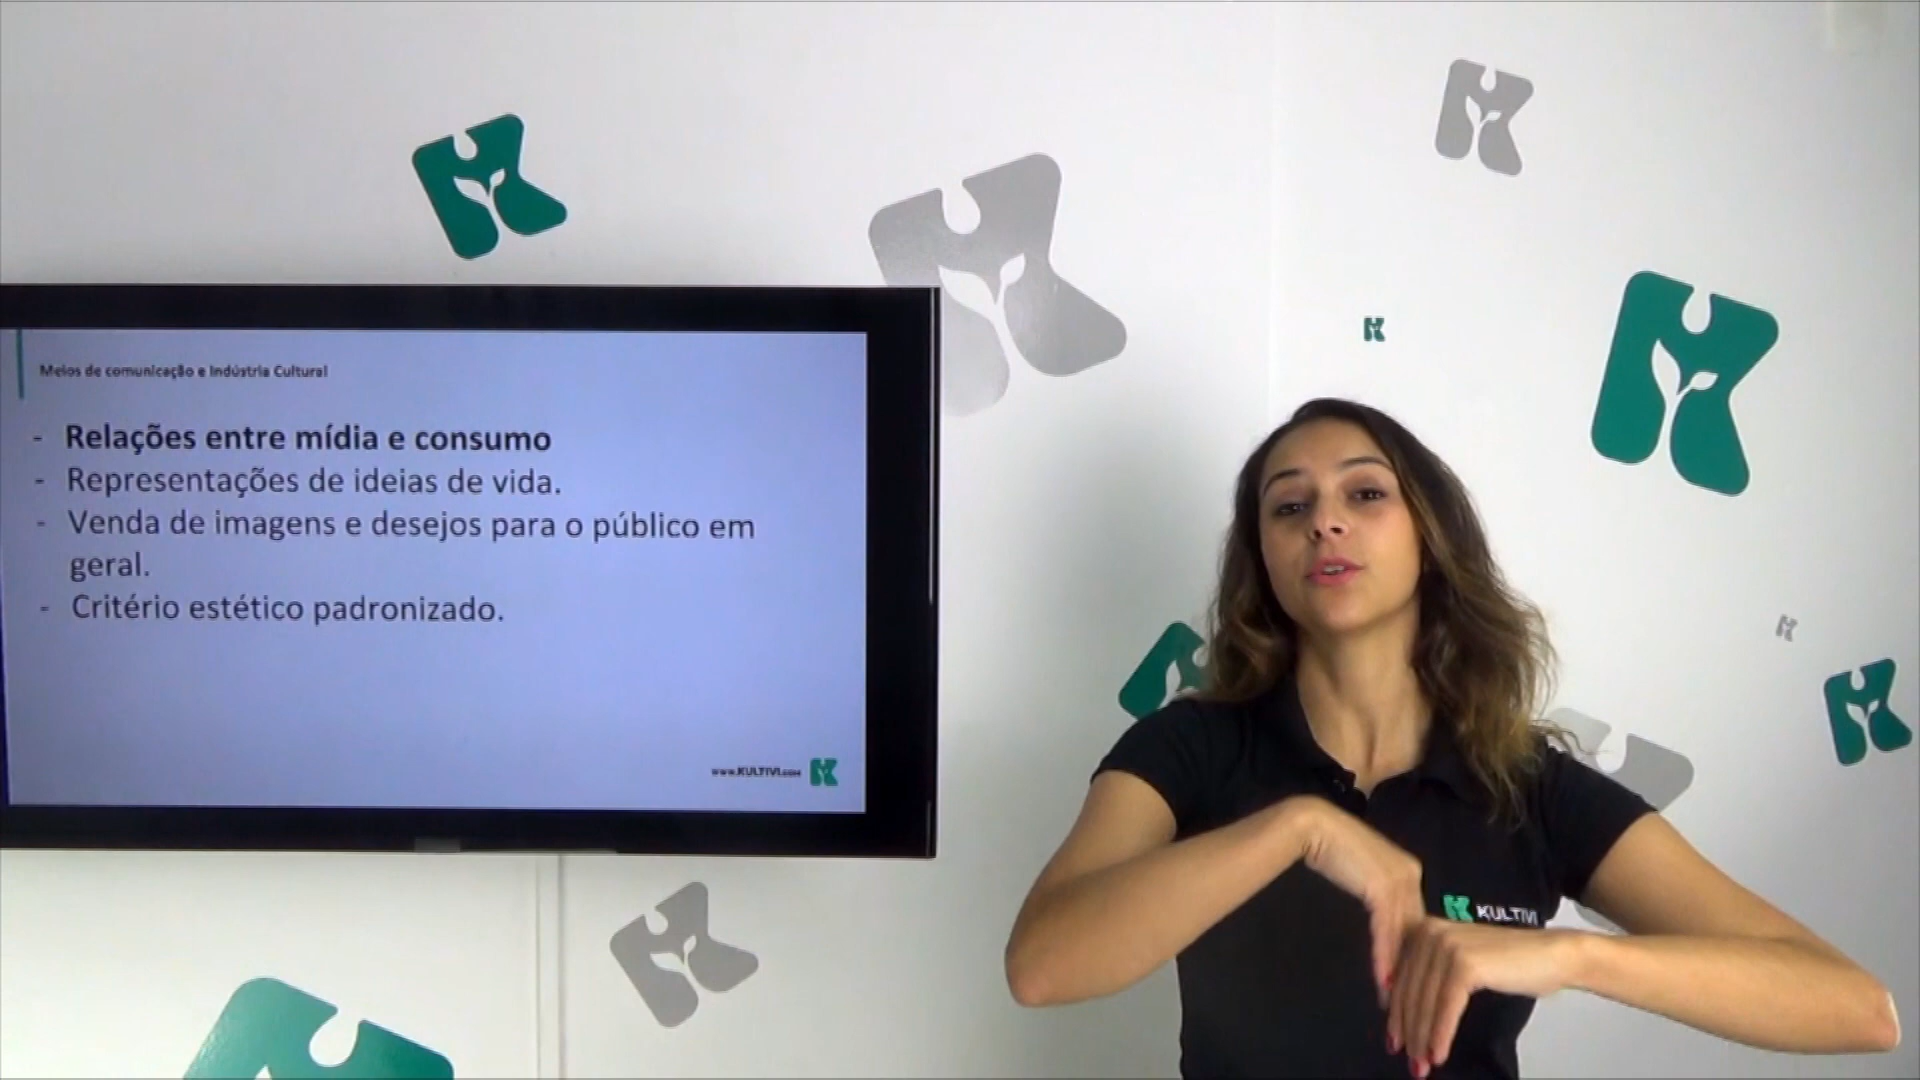 Meios de comunicação e Indústria Cultural
- Relações entre mídia e consumo
- Representações de ideias de vida.
- Venda de imagens e desejos para o público em
geral.
- Critério estético padronizado.
www.KULTIVI.com
KULTIVI